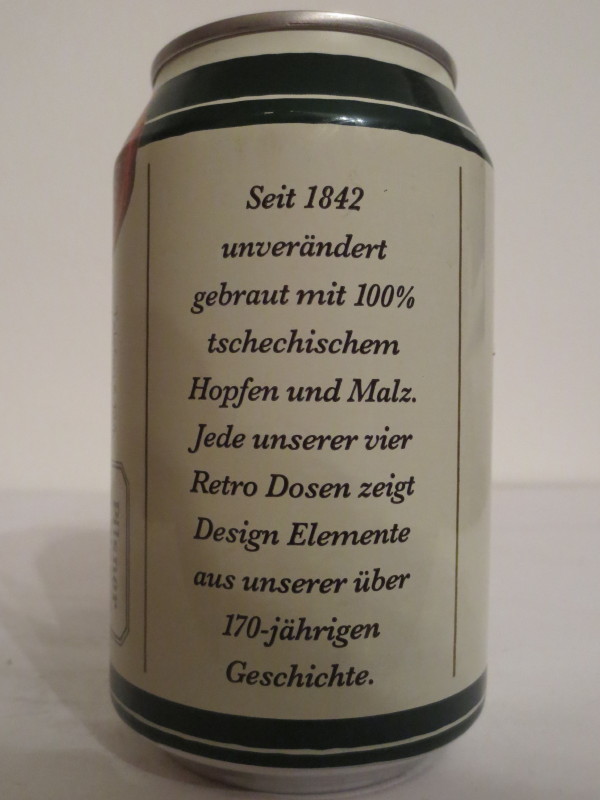 Seit 1842
unverändert
gebraut mit 100%
tschechischem
Hopfen und Malz.
Jede unserer vier
Retro Dosen zeigt
Design Elemente
aus unserer über
170-jährigen
Geschichte.